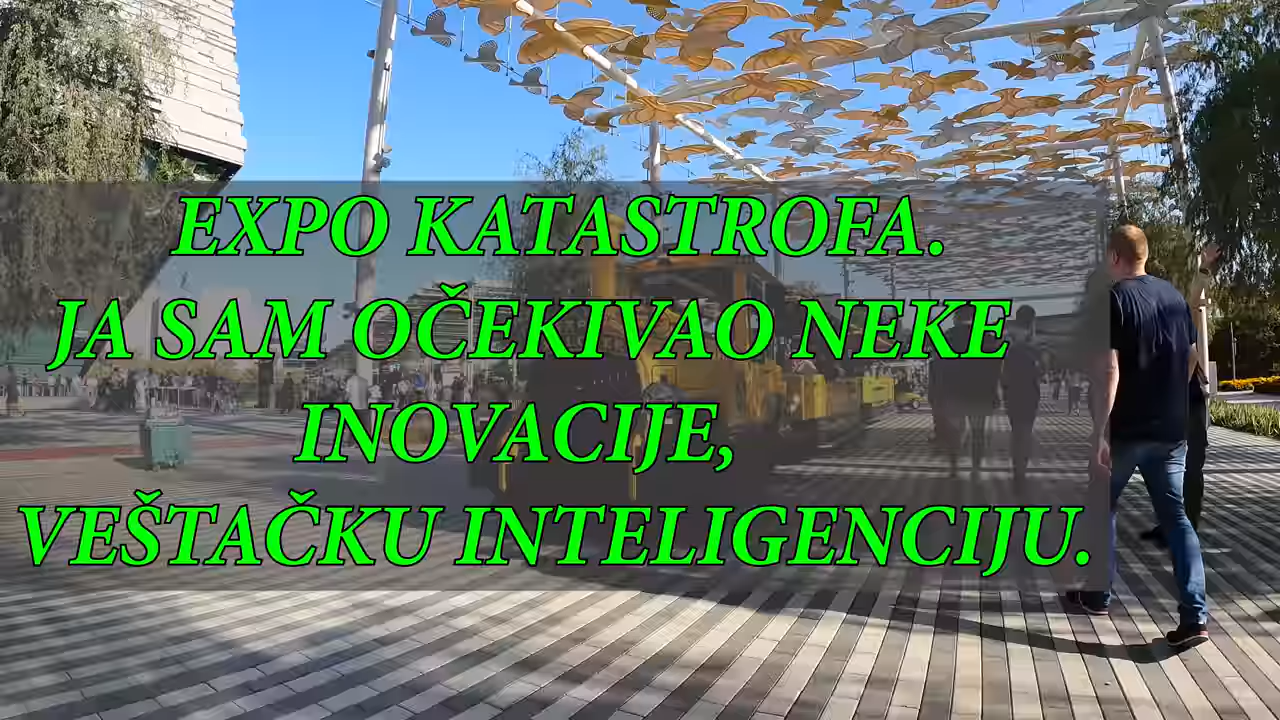 EXPO KATASTROFA.
JA SAM OČEKIVAO NEKE
INOVACIJE,
VEŠTAČKU INTELIGENCIJU.